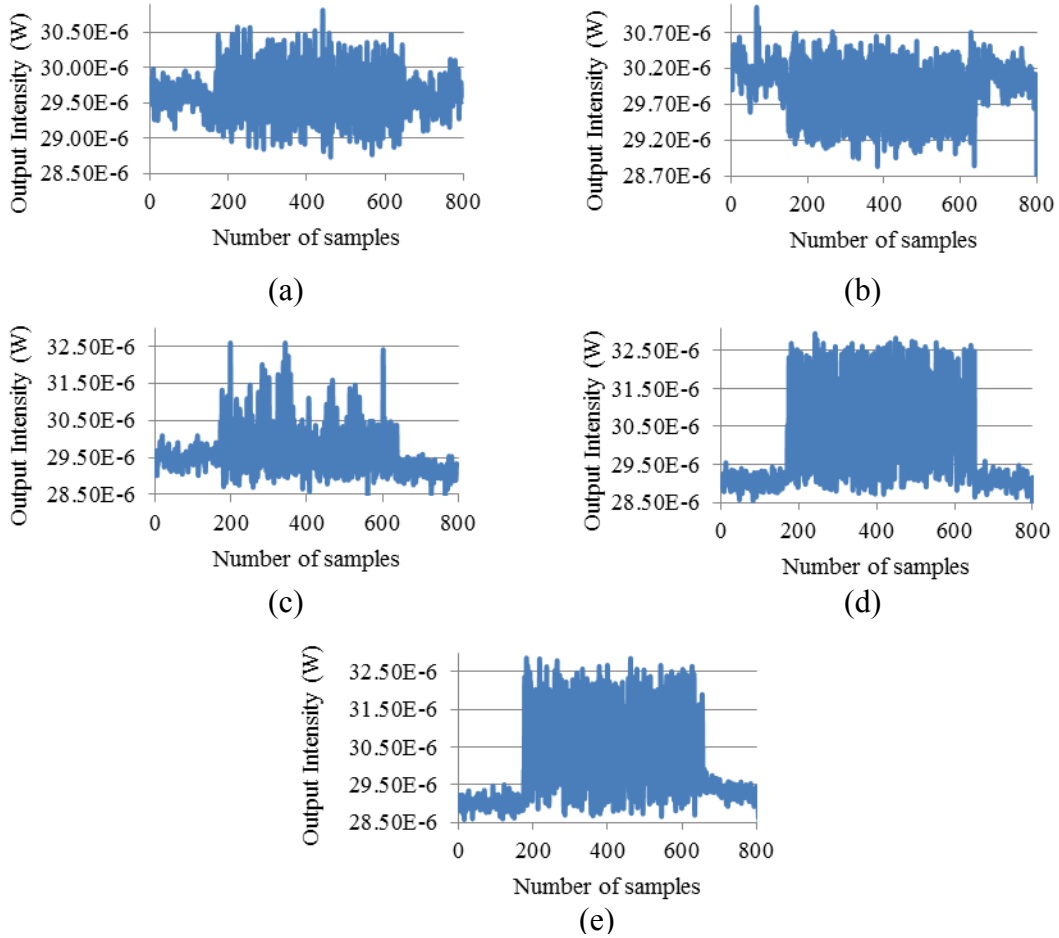 Output Intensity (W)
30.50E-6
30.00E-6
29.50E-6
29.00E-6
28.50E-6
0 200 400 600 800
Number of samples
(a)
Output Intensity (W)
30.70E-6
30.20E-6
29.70E-6
29.20E-6
28.70E-6
0 200 400 600 800
Number of samples
(b)
Output Intensity (W)
32.50E-6
31.50E-6
30.50E-6
29.50E-6
28.50E-6
0 200 400 600 800
Number of samples
(c)
Output Intensity (W)
32.50E-6
31.50E-6
30.50E-6
29.50E-6
28.50E-6
0 200 400 600 800
Number of samples
(d)
Output Intensity (W)
32.50E-6
31.50E-6
30.50E-6
29.50E-6
28.50E-6
0 200 400 600 800
Number of samples
(e)